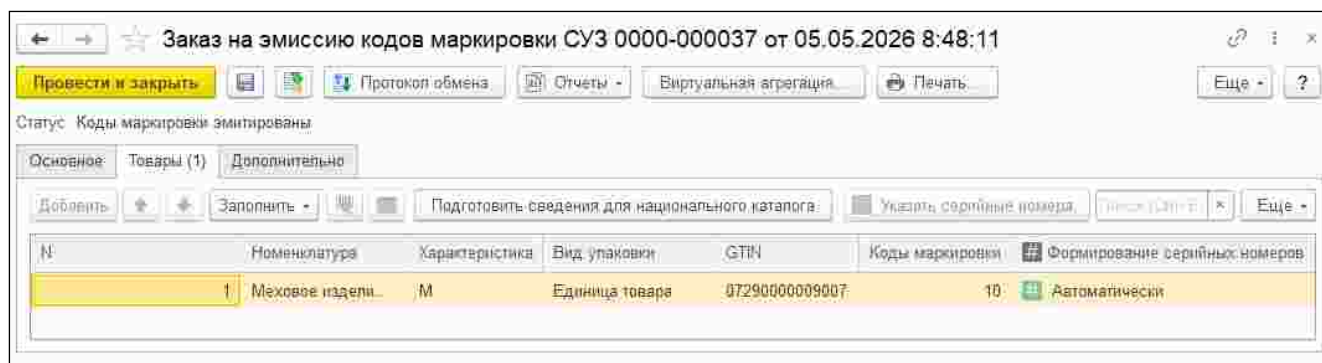 Заказ на эмиссию кодов маркировки СУЗ 0000-000037 от 05.05.2026 8:48:11
Провести и закрыть Протокол обмена Отчеты Виртуальная агрегация... Печать... Еще ?
Статус Коды маркировки эмитированы
Основное Товары (1) Дополнительно
Добавить Заполнить Подготовить сведения для национального каталога Указать серийные номера Еще
N Номенклатура Характеристика Вид упаковки GTIN Коды маркировки # Формирование серийных номеров
1 Меховое издели... M Единица товара 07290000009007 10 # Автоматически